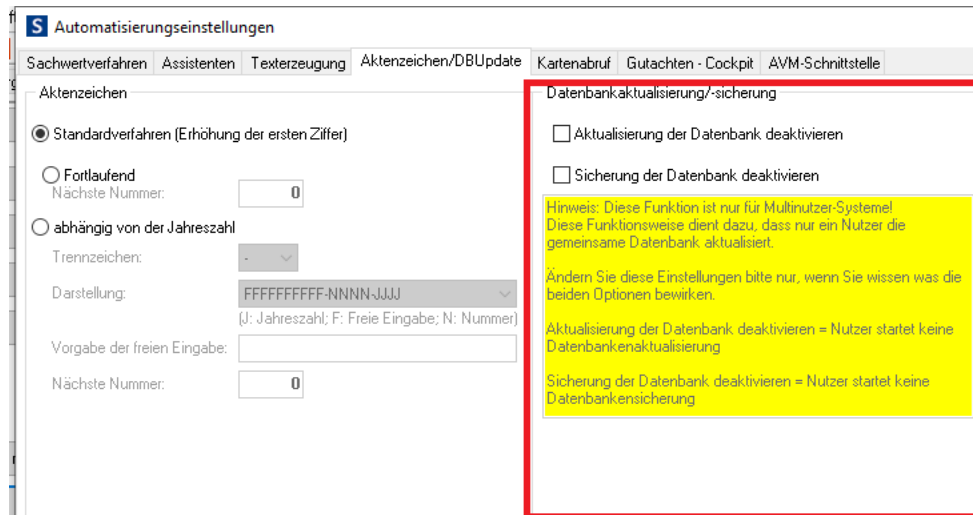 S Automatisierungseinstellungen
Sachwertverfahren Assistenten Texterzeugung Aktenzeichen/DBUpdate Kartenabruf Gutachten - Cockpit AVM-Schnittstelle
Aktenzeichen
Standardverfahren (Erhöhung der ersten Ziffer)
Fortlaufend
Nächste Nummer: 0
abhängig von der Jahreszahl
Trennzeichen: -
Darstellung: FFFFFFFFFF-NNNN-JJJJ
(J: Jahreszahl; F: Freie Eingabe; N: Nummer)
Vorgabe der freien Eingabe:
Nächste Nummer: 0
Datenbankaktualisierung/-sicherung
Aktualisierung der Datenbank deaktivieren
Sicherung der Datenbank deaktivieren
Hinweis: Diese Funktion ist nur für Multinutzer-Systeme!
Diese Funktionsweise dient dazu, dass nur ein Nutzer die
gemeinsame Datenbank aktualisiert.
Ändern Sie diese Einstellungen bitte nur, wenn Sie wissen was die
beiden Optionen bewirken.
Aktualisierung der Datenbank deaktivieren = Nutzer startet keine
Datenbankenaktualisierung
Sicherung der Datenbank deaktivieren = Nutzer startet keine
Datenbankensicherung